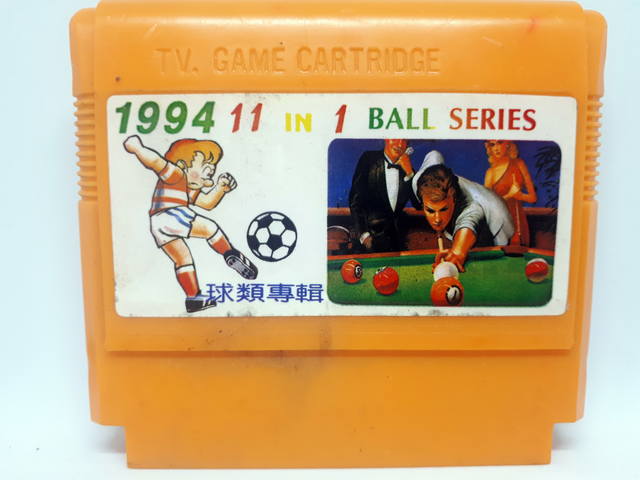 TV. GAME CARTRIDGE
1994 11 IN 1 BALL SERIES
球類專輯